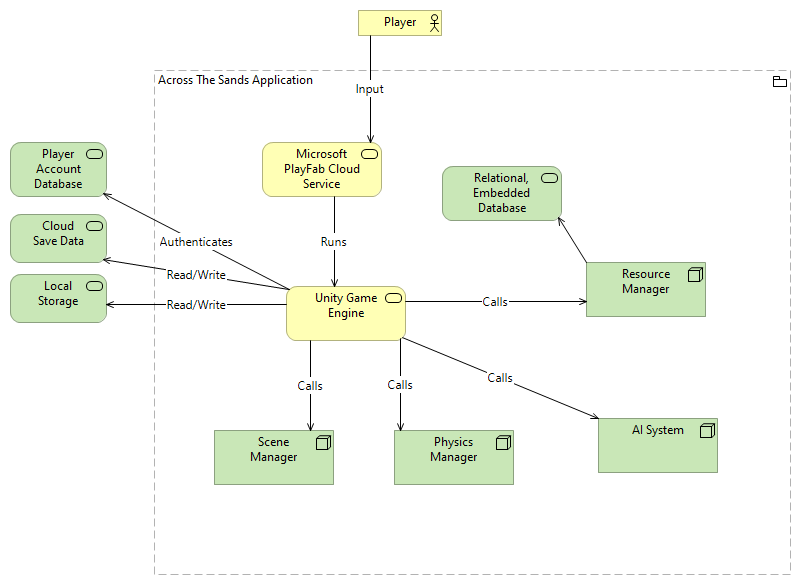 Player
Across The Sands Application
Input
Player
Account
Database
Microsoft
PlayFab Cloud
Service
Relational,
Embedded
Database
Cloud
Save Data
Authenticates
Runs
Read/Write
Local
Storage
Read/Write
Unity Game
Engine
Calls
Resource
Manager
Calls
Calls
Calls
Scene
Manager
Physics
Manager
AI System